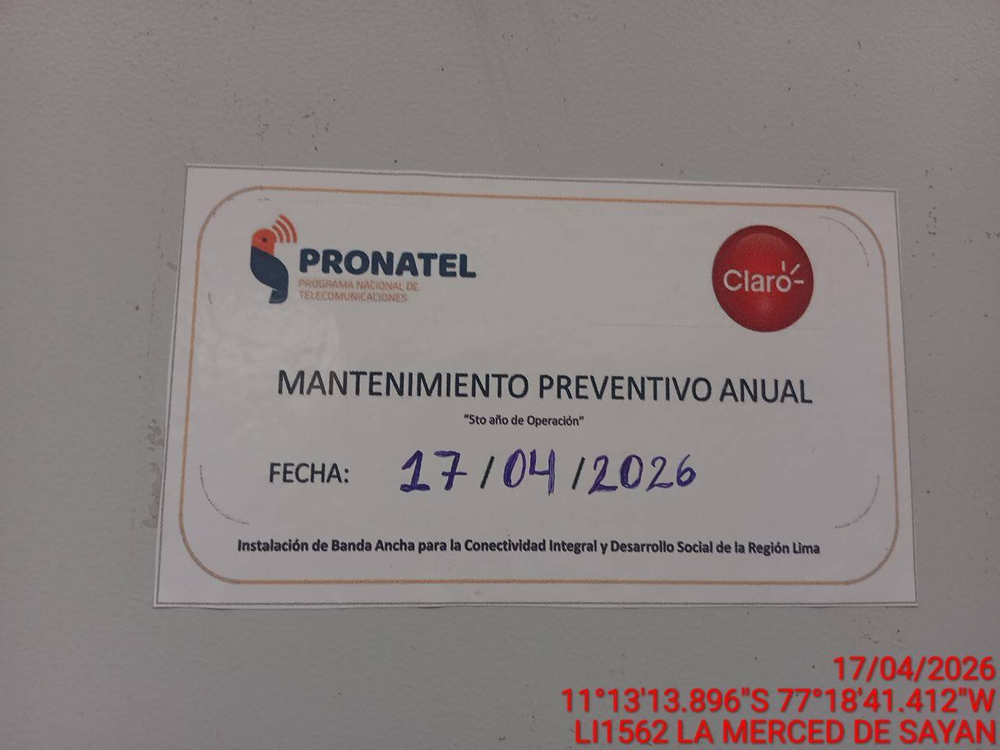 PRONATEL
PROGRAMA NACIONAL DE
TELECOMUNICACIONES
Claro
MANTENIMIENTO PREVENTIVO ANUAL
"5to año de Operación"
FECHA: 17/04/2026
Instalación de Banda Ancha para la Conectividad Integral y Desarrollo Social de la Región Lima
17/04/2026
11°13'13.896"S 77°18'41.412"W
LI1562 LA MERCED DE SAYAN